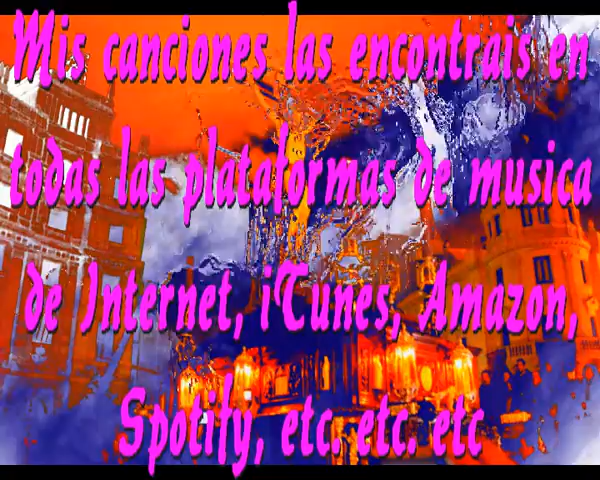 Mis canciones las encontrais en
todas las plataformas de musica
de Internet, iTunes, Amazon,
Spotify, etc. etc. etc